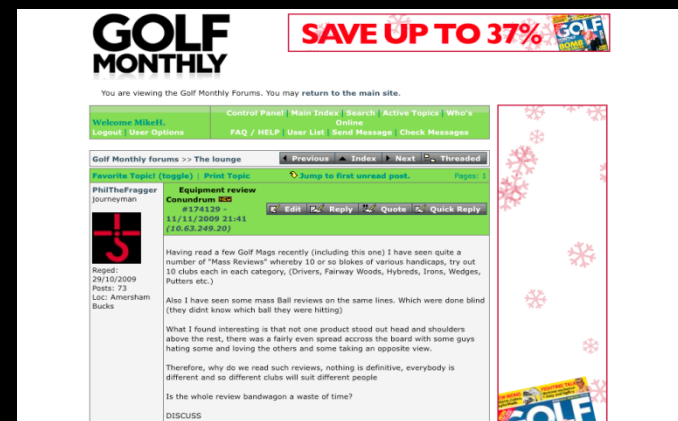 GOLF
MONTHLY
SAVE UP TO 37%
GOLF
BOMB
You are viewing the Golf Monthly Forums. You may return to the main site.
Welcome MikeH.
Logout | User Options
Control Panel | Main Index | Search | Active Topics | Who's
Online
FAQ / HELP | User List | Send Message | Check Messages
Golf Monthly forums >> The lounge
Previous Index Next Threaded
Favorite Topic! (toggle) | Print Topic
Jump to first unread post.
Pages: 1
PhilTheFragger
journeyman
Reged:
29/10/2009
Posts: 73
Loc: Amersham
Bucks
Equipment review
Conundrum NEW
#174129 -
11/11/2009 21:41
(10.63.249.20)
Edit Reply Quote Quick Reply
Having read a few Golf Mags recently (including this one) I have seen quite a
number of "Mass Reviews" whereby 10 or so blokes of various handicaps, try out
10 clubs each in each category, (Drivers, Fairway Woods, Hybreds, Irons, Wedges,
Putters etc.)
Also I have seen some mass Ball reviews on the same lines. Which were done blind
(they didnt know which ball they were hitting)
What I found interesting is that not one product stood out head and shoulders
above the rest, there was a fairly even spread accross the board with some guys
hating some and loving the others and some taking an opposite view.
Therefore, why do we read such reviews, nothing is definitive, everybody is
different and so different clubs will suit different people
Is the whole review bandwagon a waste of time?
DISCUSS
FIGHTING TALK
GOLF